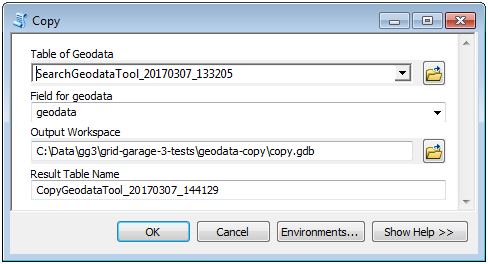 Copy
Table of Geodata
SearchGeodataTool_20170307_133205
Field for geodata
geodata
Output Workspace
C:\Data\gg3\grid-garage-3-tests\geodata-copy\copy.gdb
Result Table Name
CopyGeodataTool_20170307_144129
OK Cancel Environments... Show Help >>